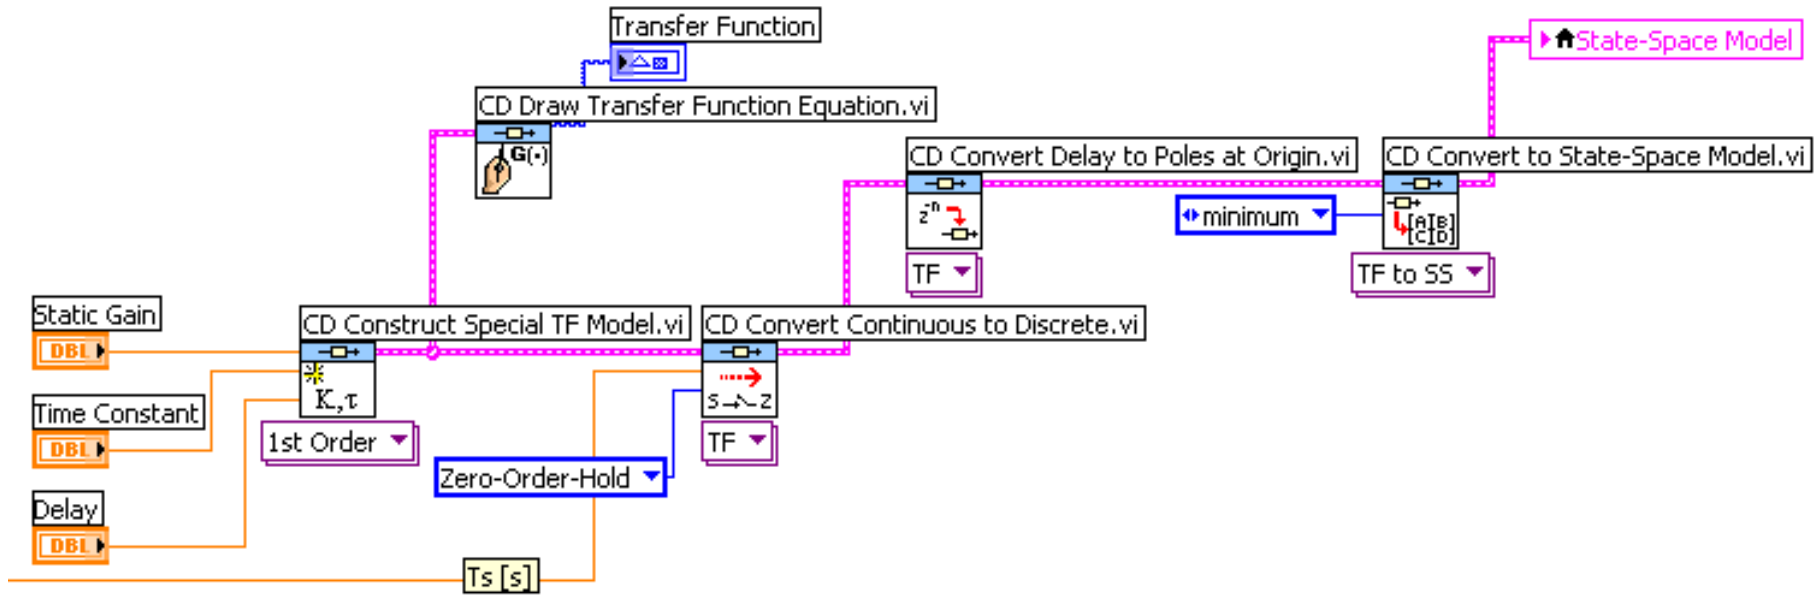 Transfer Function
State-Space Model
CD Draw Transfer Function Equation.vi
G(·)
CD Convert Delay to Poles at Origin.vi
CD Convert to State-Space Model.vi
z⁻ⁿ
minimum
[A|B]
[C|D]
TF
TF to SS
Static Gain
DBL
CD Construct Special TF Model.vi
CD Convert Continuous to Discrete.vi
K,τ
S Z
Time Constant
DBL
1st Order
TF
Zero-Order-Hold
Delay
DBL
Ts [s]